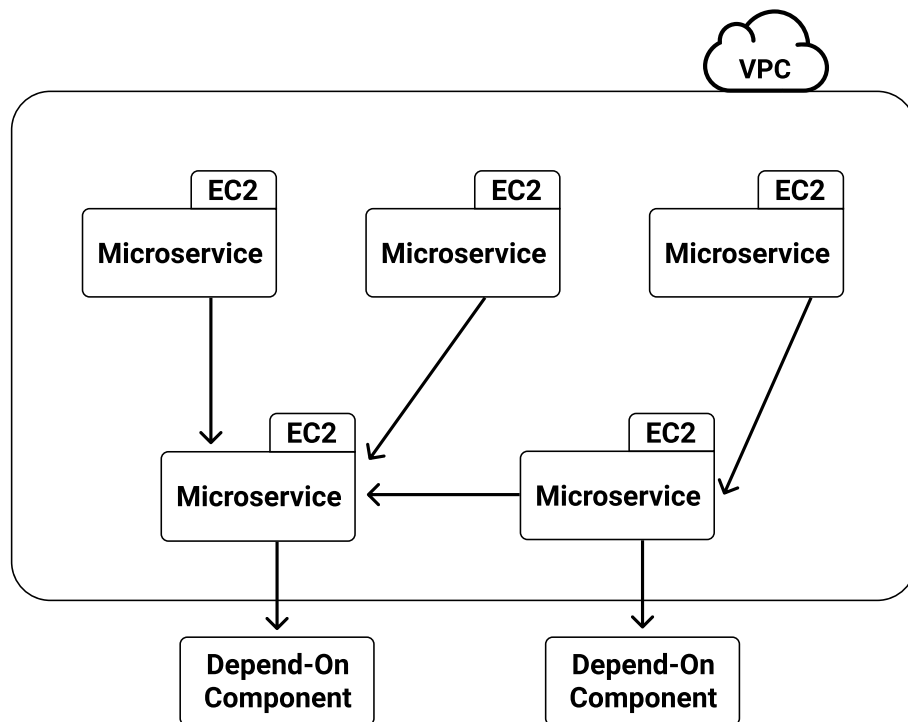 VPC
EC2
Microservice
EC2
Microservice
EC2
Microservice
EC2
Microservice
EC2
Microservice
Depend-On
Component
Depend-On
Component